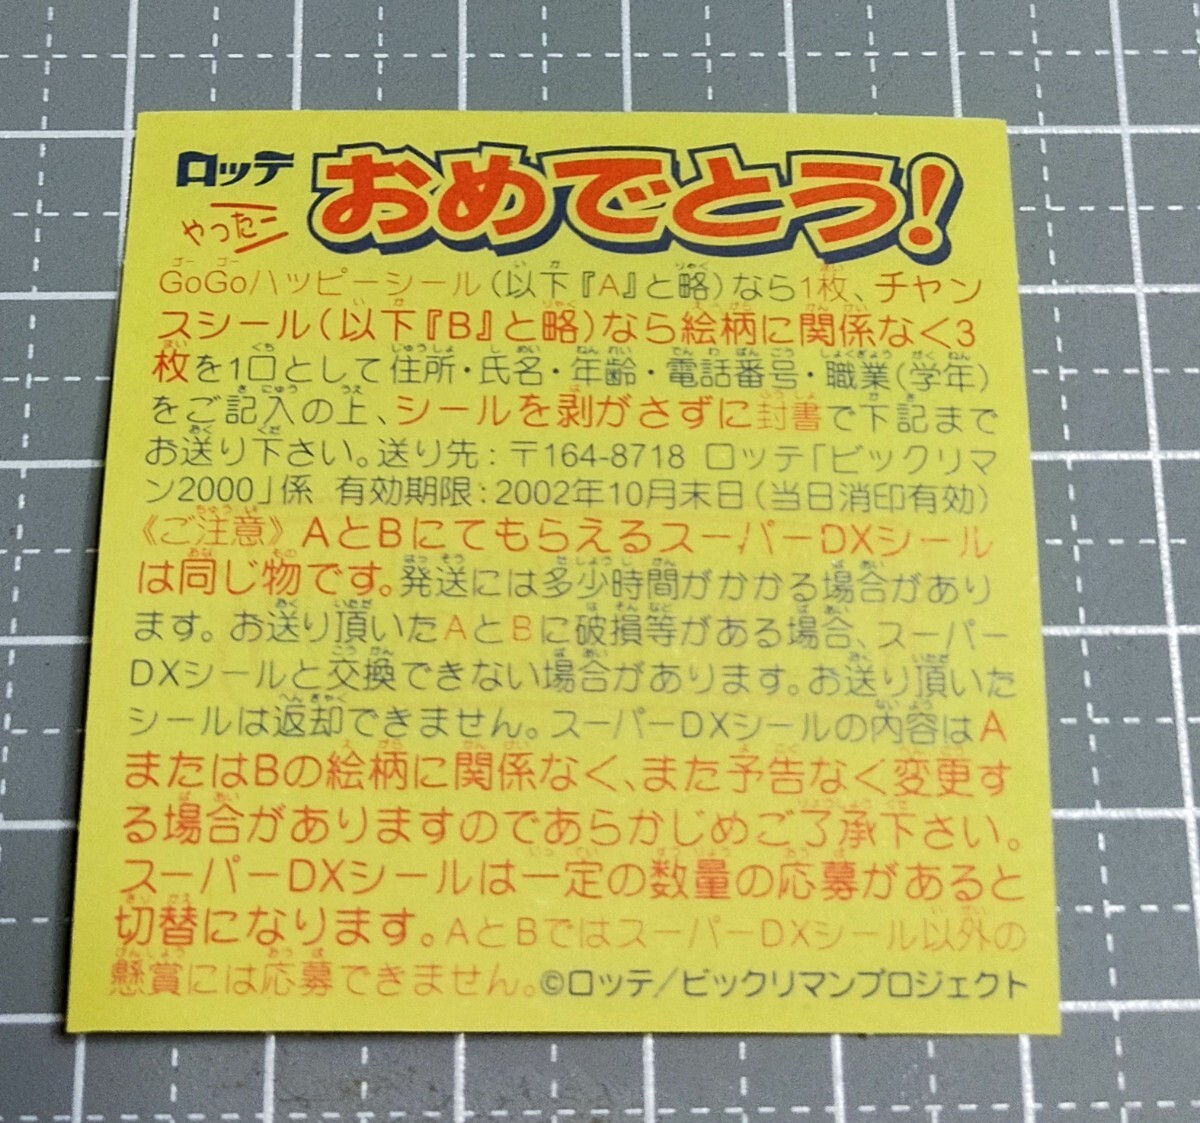 ロッテ おめでとう!
やったー
GoGoハッピーシール(以下『A』と略)なら1枚、チャン
スシール(以下『B』と略)なら絵柄に関係なく3
枚を1口として住所・氏名・年齢・電話番号・職業(学年)
をご記入の上、シールを剥がさずに封書で下記まで
お送り下さい。送り先:〒164-8718 ロッテ「ビックリマ
ン2000」係 有効期限:2002年10月末日(当日消印有効)
《ご注意》AとBにてもらえるスーパーDXシール
は同じ物です。発送には多少時間がかかる場合があり
ます。お送り頂いたAとBに破損等がある場合、スーパー
DXシールと交換できない場合があります。お送り頂いた
シールは返却できません。スーパーDXシールの内容はA
またはBの絵柄に関係なく、また予告なく変更す
る場合がありますのであらかじめご了承下さい。
スーパーDXシールは一定の数量の応募があると
切替になります。AとBではスーパーDXシール以外の
懸賞には応募できません。©ロッテ/ビックリマンプロジェクト